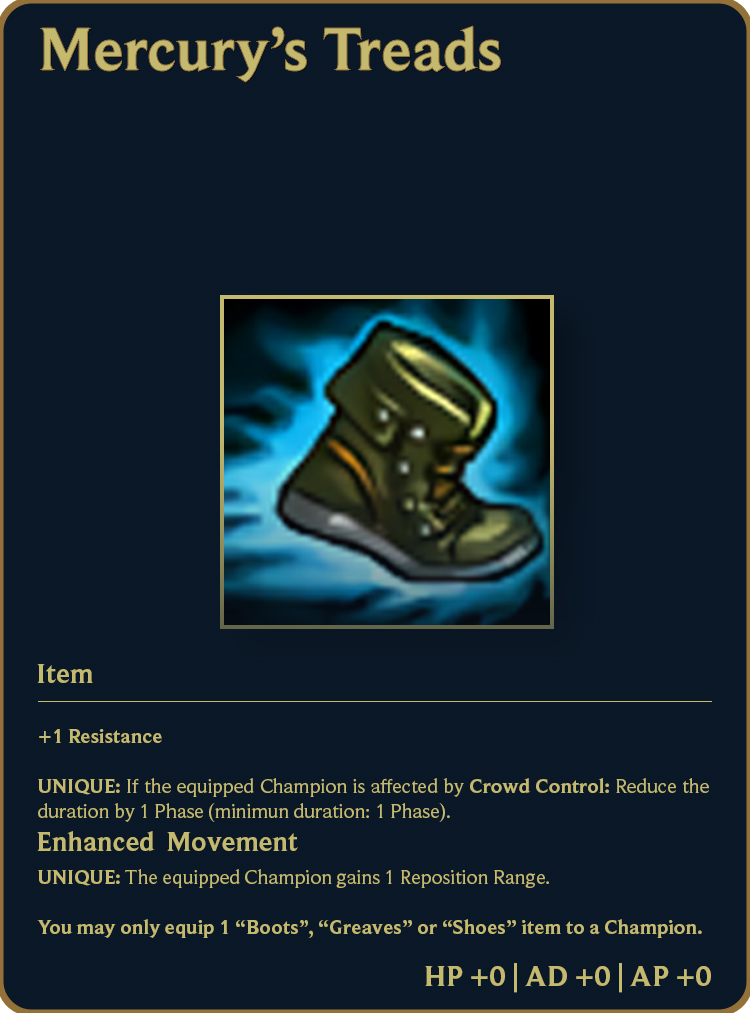 Mercury’s Treads
Item
+1 Resistance
UNIQUE: If the equipped Champion is affected by Crowd Control: Reduce the
duration by 1 Phase (minimun duration: 1 Phase).
Enhanced Movement
UNIQUE: The equipped Champion gains 1 Reposition Range.
You may only equip 1 “Boots”, “Greaves” or “Shoes” item to a Champion.
HP +0 | AD +0 | AP +0